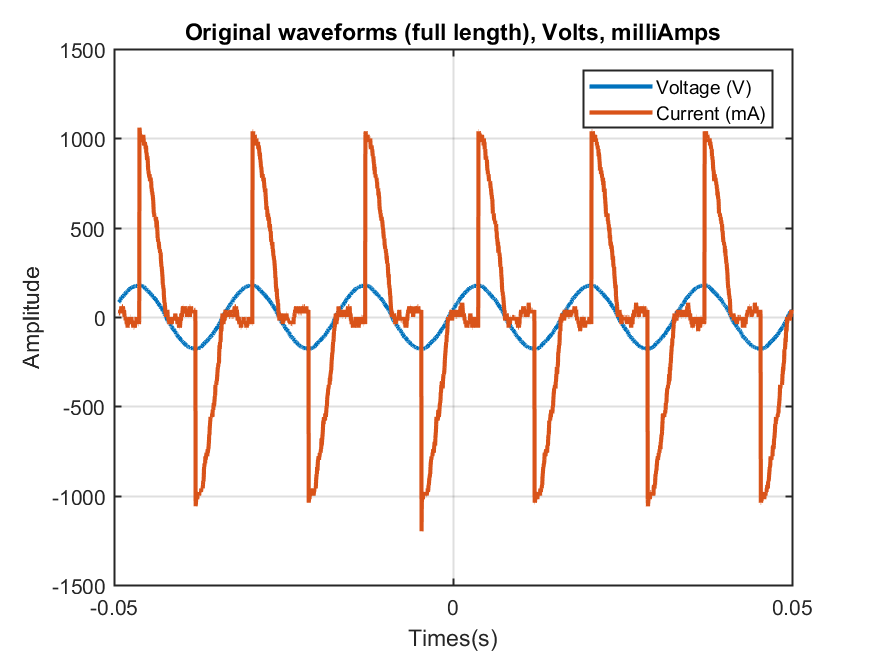 Original waveforms (full length), Volts, milliAmps
1500
Voltage (V)
Current (mA)
1000
500
0
-500
-1000
-1500
Amplitude
-0.05
0
0.05
Times(s)